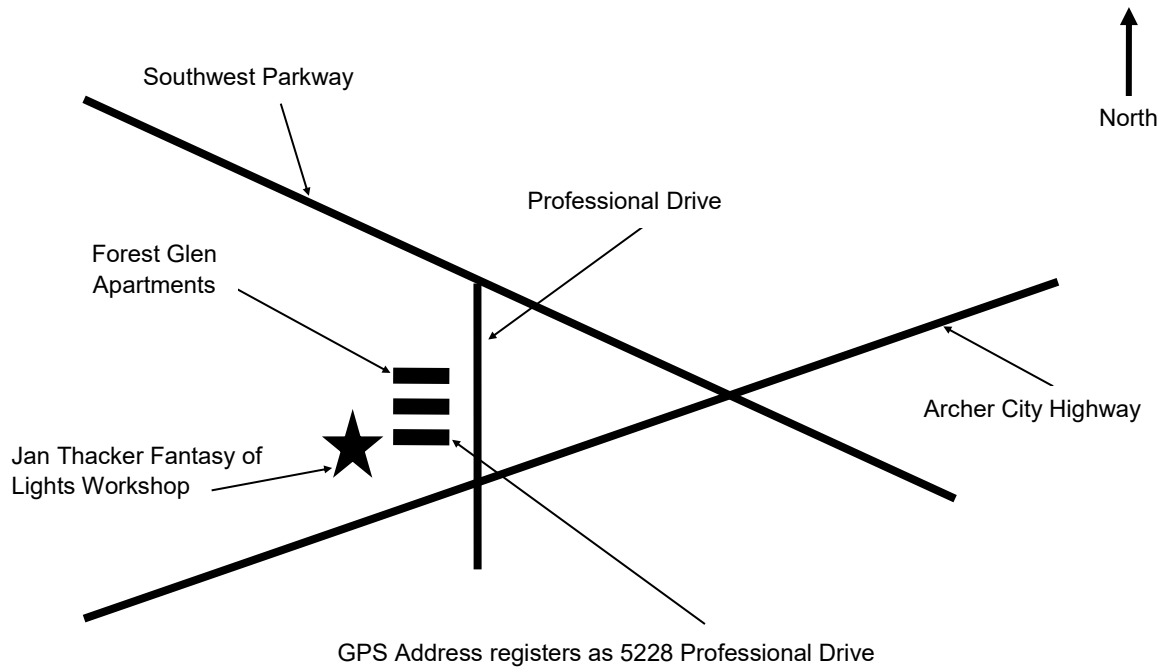 Southwest Parkway
North
Professional Drive
Forest Glen
Apartments
Archer City Highway
Jan Thacker Fantasy of
Lights Workshop
GPS Address registers as 5228 Professional Drive